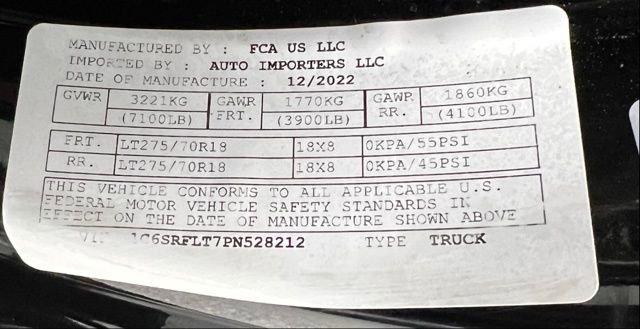 MANUFACTURED BY : FCA US LLC
IMPORTED BY : AUTO IMPORTERS LLC
DATE OF MANUFACTURE : 12/2022
GVWR 3221KG GAWR 1770KG GAWR 1860KG
(7100LB) FRT. (3900LB) RR. (4100LB)
FRT. LT275/70R18 18X8 0KPA/55PSI
RR. LT275/70R18 18X8 0KPA/45PSI
THIS VEHICLE CONFORMS TO ALL APPLICABLE U.S.
FEDERAL MOTOR VEHICLE SAFETY STANDARDS IN
EFFECT ON THE DATE OF MANUFACTURE SHOWN ABOVE
1C6SRFLT7PN528212 TYPE TRUCK